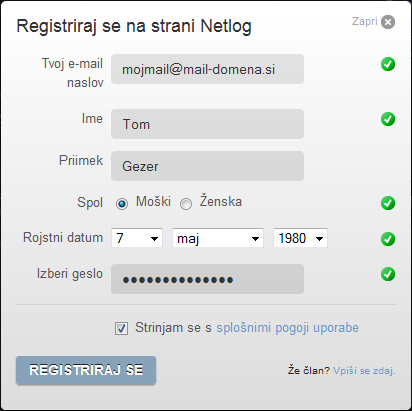 Registriraj se na strani Netlog
Zapri
Tvoj e-mail naslov
mojmail@mail-domena.si
Ime
Tom
Priimek
Gezer
Spol
Moški
Ženska
Rojstni datum
7 maj 1980
Izberi geslo
●●●●●●●●●●●●●●
Strinjam se s splošnimi pogoji uporabe
REGISTRIRAJ SE
Že član? Vpiši se zdaj.